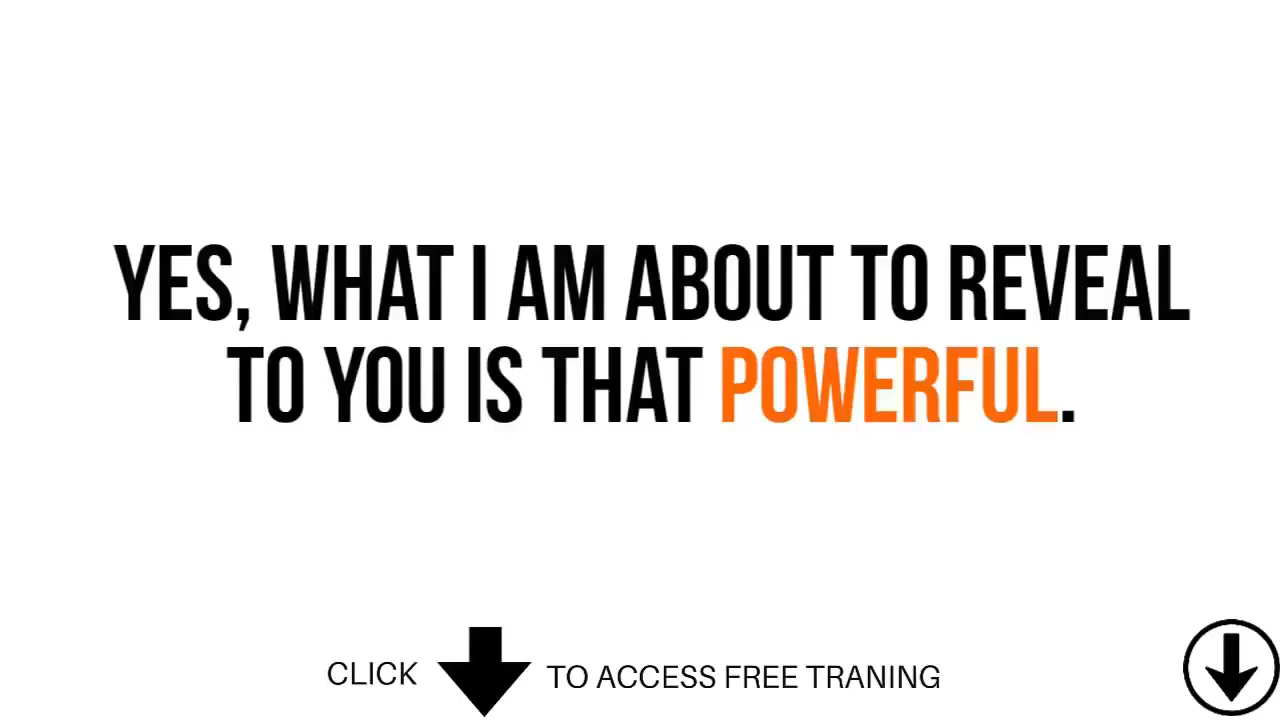 YES, WHAT I AM ABOUT TO REVEAL
TO YOU IS THAT POWERFUL.
CLICK TO ACCESS FREE TRANING